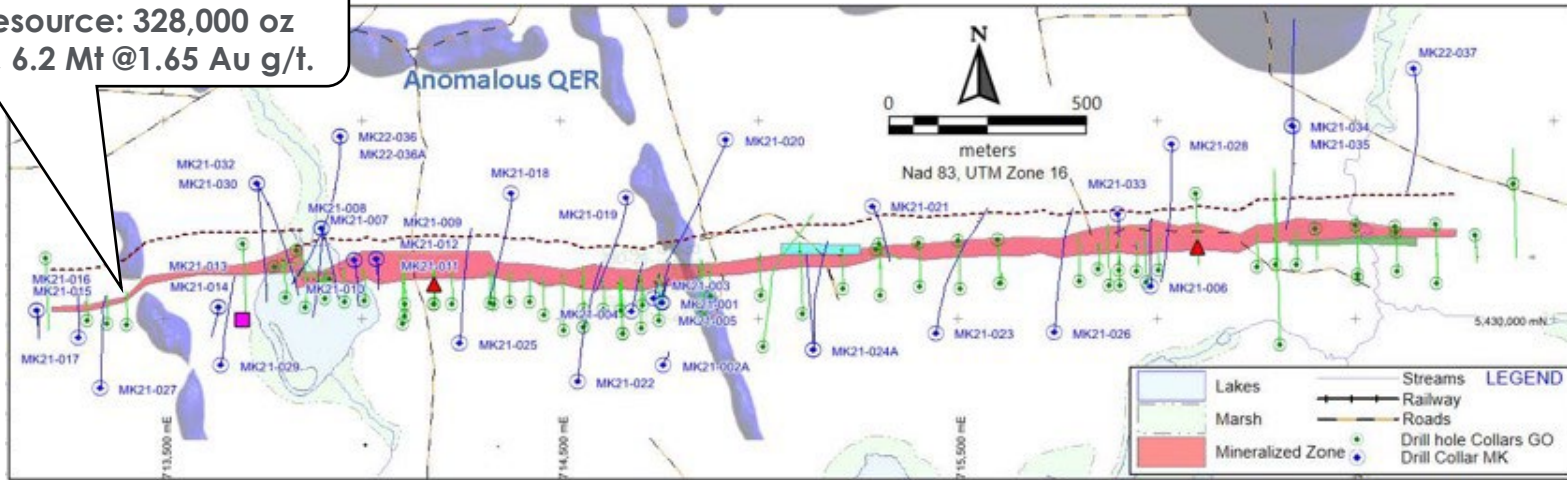 esource: 328,000 oz
6.2 Mt @1.65 Au g/t.
Anomalous QER
N
0 500
meters
Nad 83, UTM Zone 16
MK22-037
MK22-036
MK22-036A
MK21-020
MK21-034
MK21-035
MK21-028
MK21-032
MK21-030
MK21-018
MK21-033
MK21-008
MK21-007
MK21-009
MK21-019
MK21-021
MK21-012
MK21-016
MK21-015
MK21-013
MK21-011
MK21-014
MK21-010
MK21-003
MK21-001
MK21-004
MK21-005
MK21-006
5,430,000 mN
MK21-017
MK21-029
MK21-025
MK21-002A
MK21-024A
MK21-023
MK21-026
MK21-027
MK21-022
713,500 mE
714,500 mE
715,500 mE
LEGEND
Lakes
Streams
Railway
Marsh
Roads
Mineralized Zone
Drill hole Collars GO
Drill Collar MK